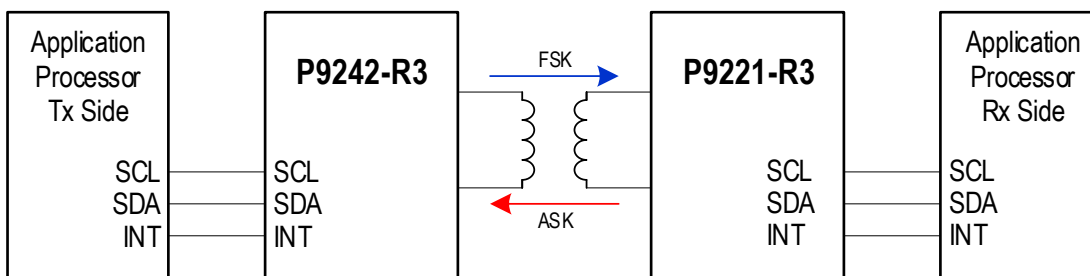 Application
Processor
Tx Side
SCL
SDA
INT
P9242-R3
SCL
SDA
INT
FSK
ASK
P9221-R3
SCL
SDA
INT
Application
Processor
Rx Side
SCL
SDA
INT